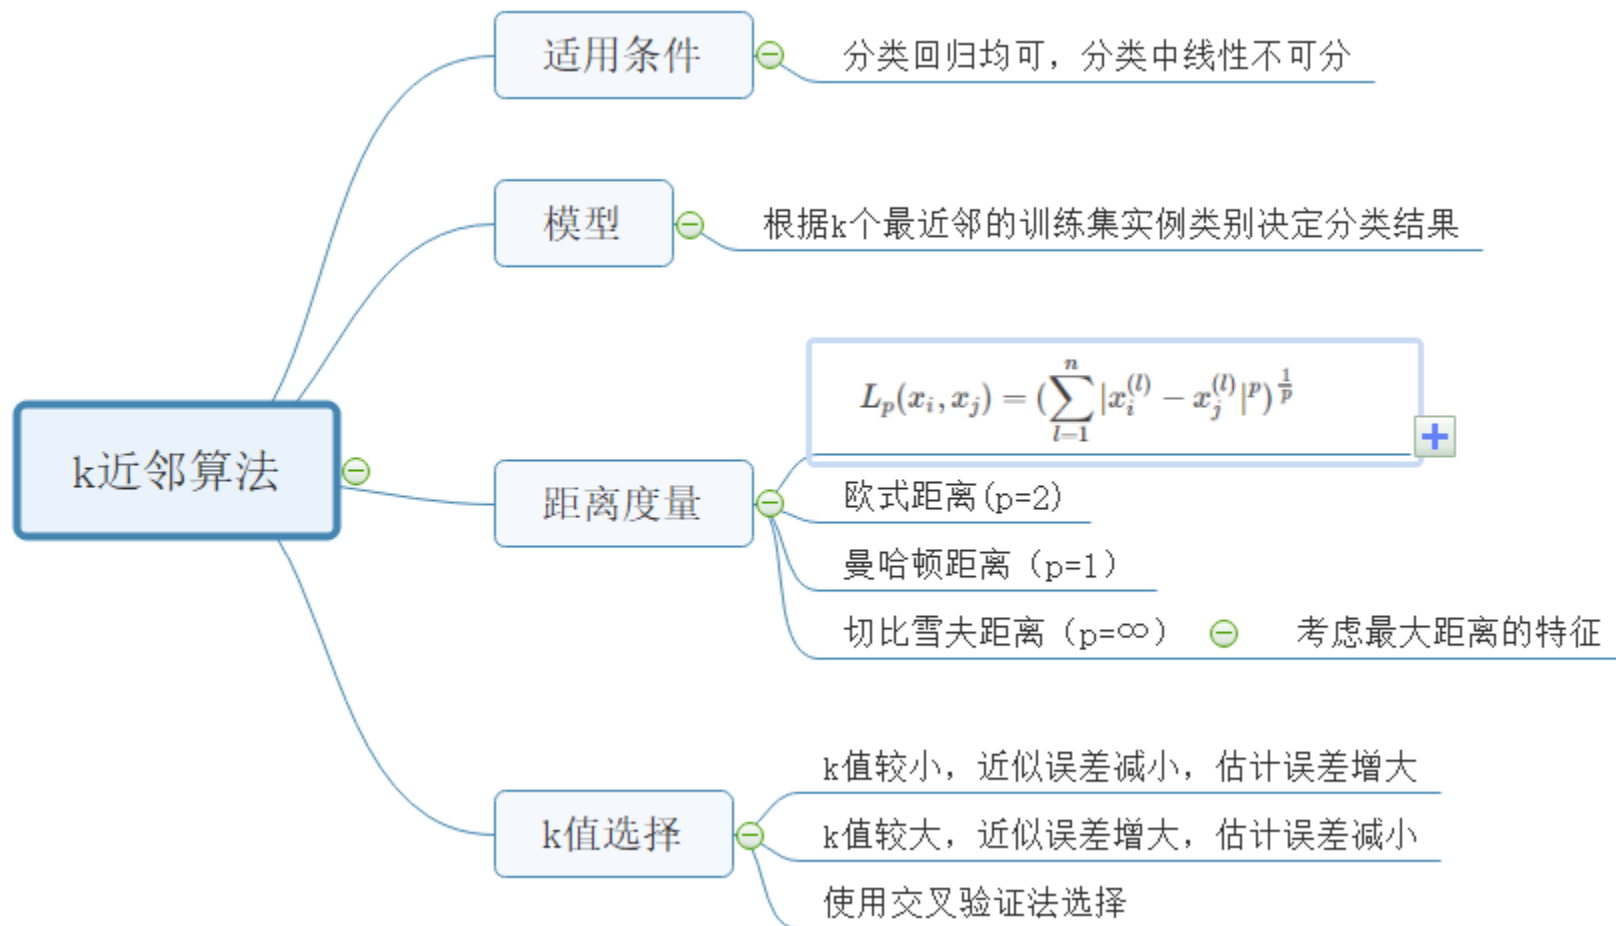 k近邻算法
适用条件
分类回归均可，分类中线性不可分
模型
根据k个最近邻的训练集实例类别决定分类结果
距离度量
L_p(x_i, x_j) = (∑_{l=1}^{n} |x_i^{(l)} − x_j^{(l)}|^p)^{\frac{1}{p}}
欧式距离(p=2)
曼哈顿距离（p=1）
切比雪夫距离（p=∞） 考虑最大距离的特征
k值选择
k值较小，近似误差减小，估计误差增大
k值较大，近似误差增大，估计误差减小
使用交叉验证法选择